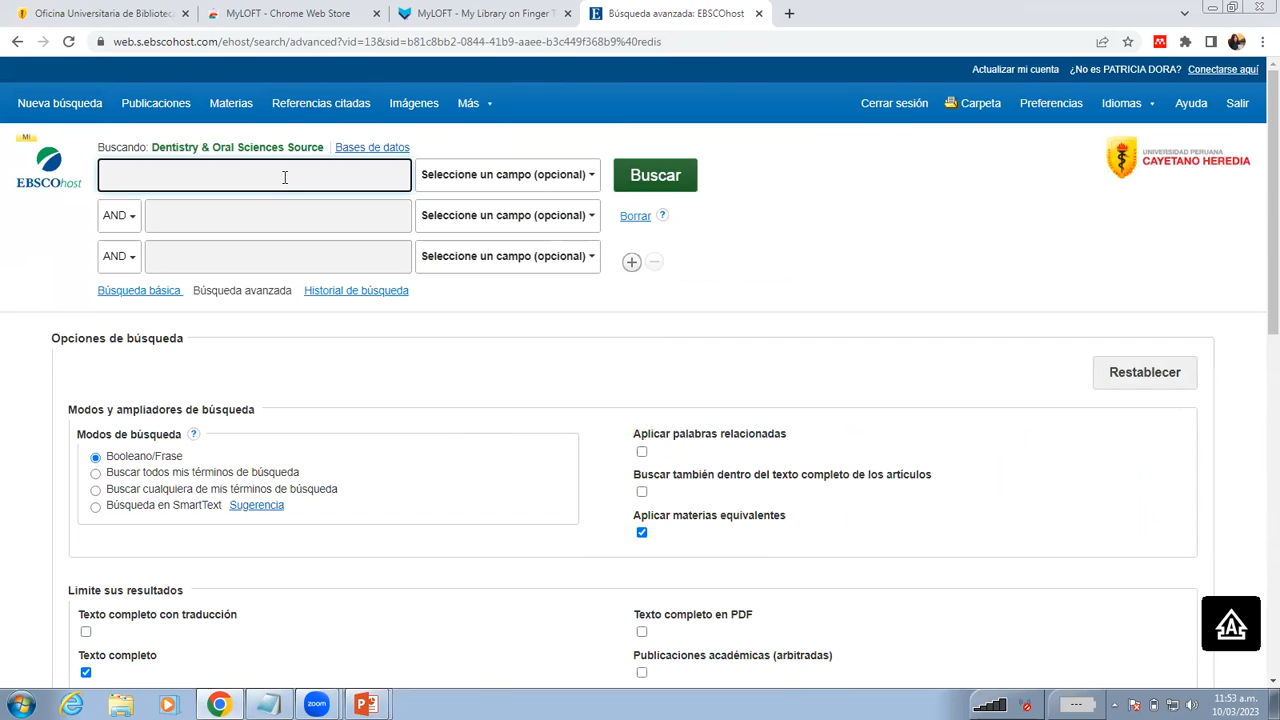 Oficina Universitaria de Bibliotec
MyLOFT - Chrome Web Store
MyLOFT - My Library on Finger T
Búsqueda avanzada: EBSCOhost
web.s.ebscohost.com/ehost/search/advanced?vid=13&sid=b81c8bb2-0844-41b9-aaee-b3c449f368b9%40redis
Actualizar mi cuenta ¿No es PATRICIA DORA? Conectarse aquí
Nueva búsqueda Publicaciones Materias Referencias citadas Imágenes Más Cerrar sesión Carpeta Preferencias Idiomas Ayuda Salir
MI
EBSCOhost
Buscando: Dentistry & Oral Sciences Source Bases de datos
Seleccione un campo (opcional) Buscar
UNIVERSIDAD PERUANA
CAYETANO HEREDIA
AND Seleccione un campo (opcional) Borrar ?
AND Seleccione un campo (opcional)
Búsqueda básica Búsqueda avanzada Historial de búsqueda
Opciones de búsqueda
Restablecer
Modos y ampliadores de búsqueda
Modos de búsqueda ?
Booleano/Frase
Buscar todos mis términos de búsqueda
Buscar cualquiera de mis términos de búsqueda
Búsqueda en SmartText Sugerencia
Aplicar palabras relacionadas
Buscar también dentro del texto completo de los artículos
Aplicar materias equivalentes
Limite sus resultados
Texto completo con traducción
Texto completo en PDF
Texto completo
Publicaciones académicas (arbitradas)
zoom
11:53 a.m.
10/03/2023